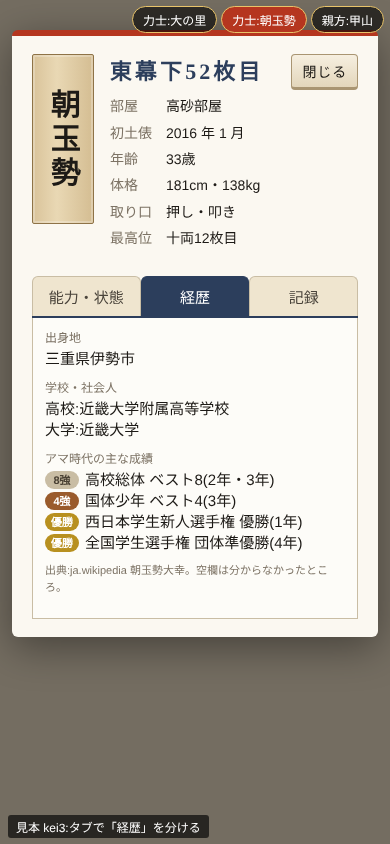 力士:大の里 力士:朝玉勢 親方:甲山
朝玉勢
東幕下52枚目
閉じる
部屋 高砂部屋
初土俵 2016 年 1 月
年齢 33歳
体格 181cm・138kg
取り口 押し・叩き
最高位 十両12枚目
能力・状態 経歴 記録
出身地
三重県伊勢市
学校・社会人
高校:近畿大学附属高等学校
大学:近畿大学
アマ時代の主な成績
8強 高校総体 ベスト8(2年・3年)
4強 国体少年 ベスト4(3年)
優勝 西日本学生新人選手権 優勝(1年)
優勝 全国学生選手権 団体準優勝(4年)
出典:ja.wikipedia 朝玉勢大幸。空欄は分からなかったとこ
ろ。
見本 kei3:タブで「経歴」を分ける